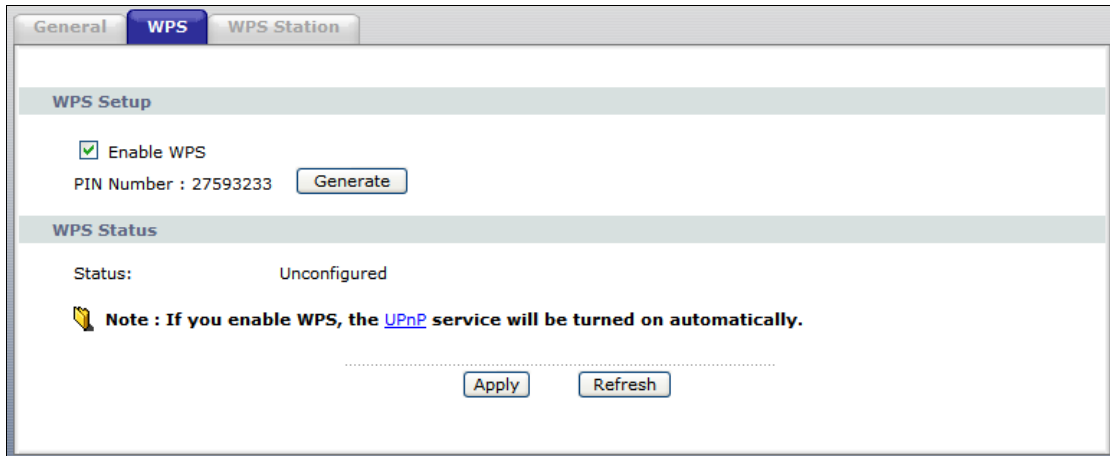 General WPS WPS Station
WPS Setup
Enable WPS
PIN Number : 27593233 Generate
WPS Status
Status: Unconfigured
Note : If you enable WPS, the UPnP service will be turned on automatically.
Apply Refresh